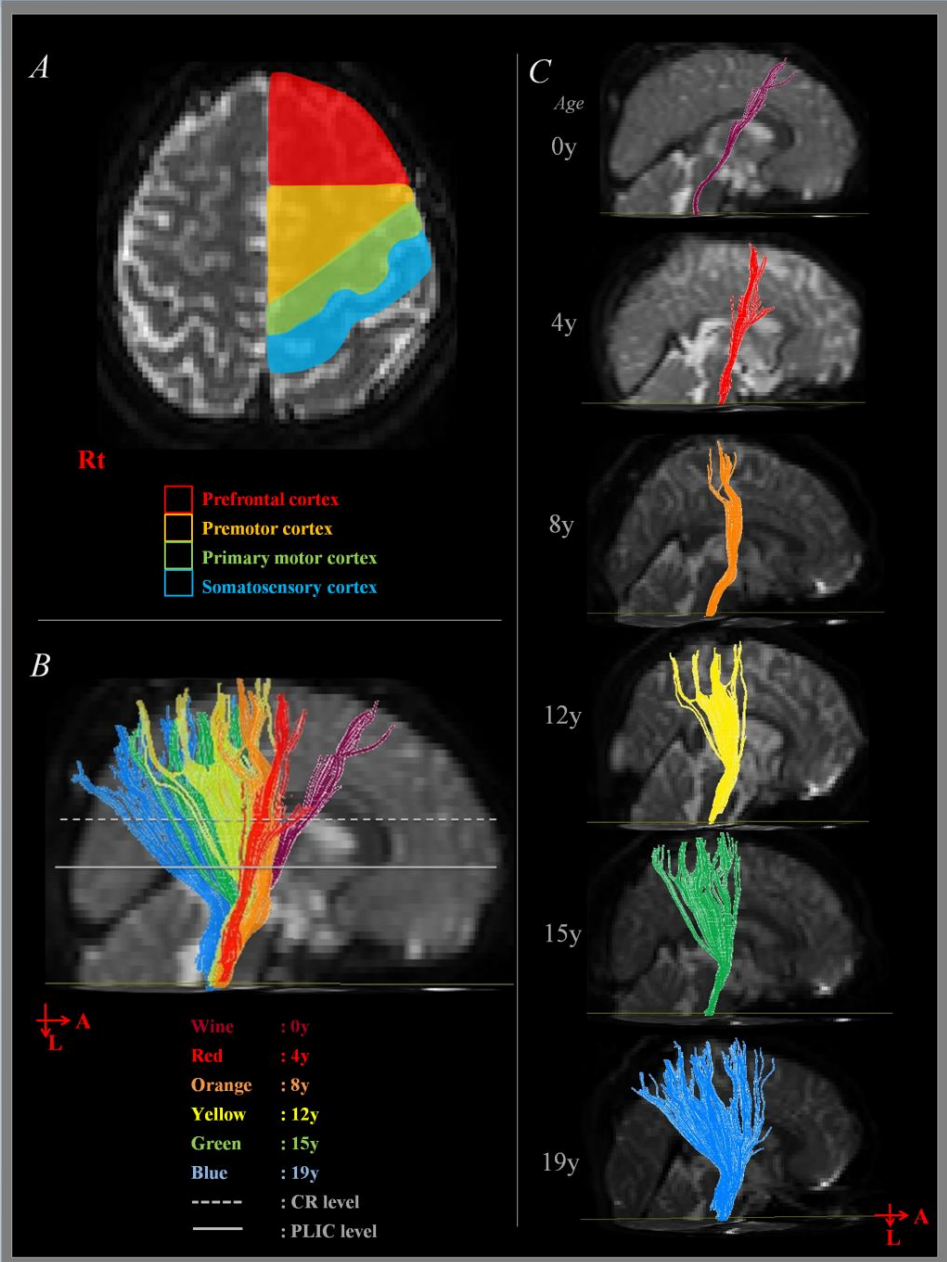 A
Rt
Prefrontal cortex
Premotor cortex
Primary motor cortex
Somatosensory cortex
B
A
L
Wine : 0y
Red : 4y
Orange : 8y
Yellow : 12y
Green : 15y
Blue : 19y
: CR level
: PLIC level
C
Age
0y
4y
8y
12y
15y
19y
A
L